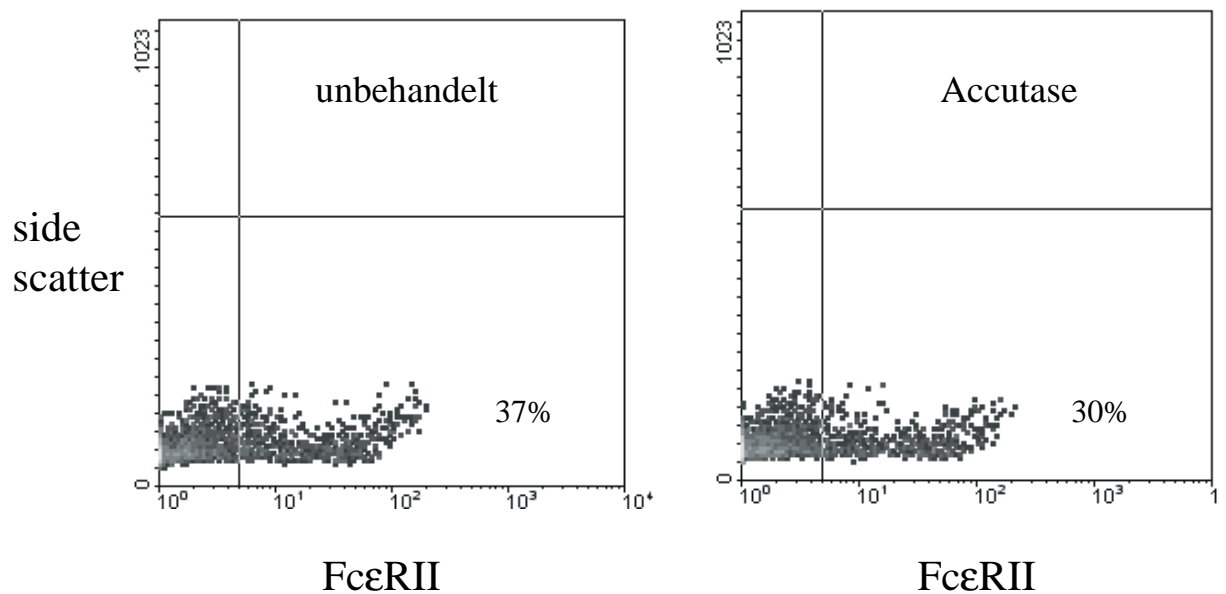 1023
unbehandelt
side
scatter
37%
0
10⁰ 10¹ 10² 10³ 10⁴
FcεRII
1023
Accutase
30%
0
10⁰ 10¹ 10² 10³ 1
FcεRII